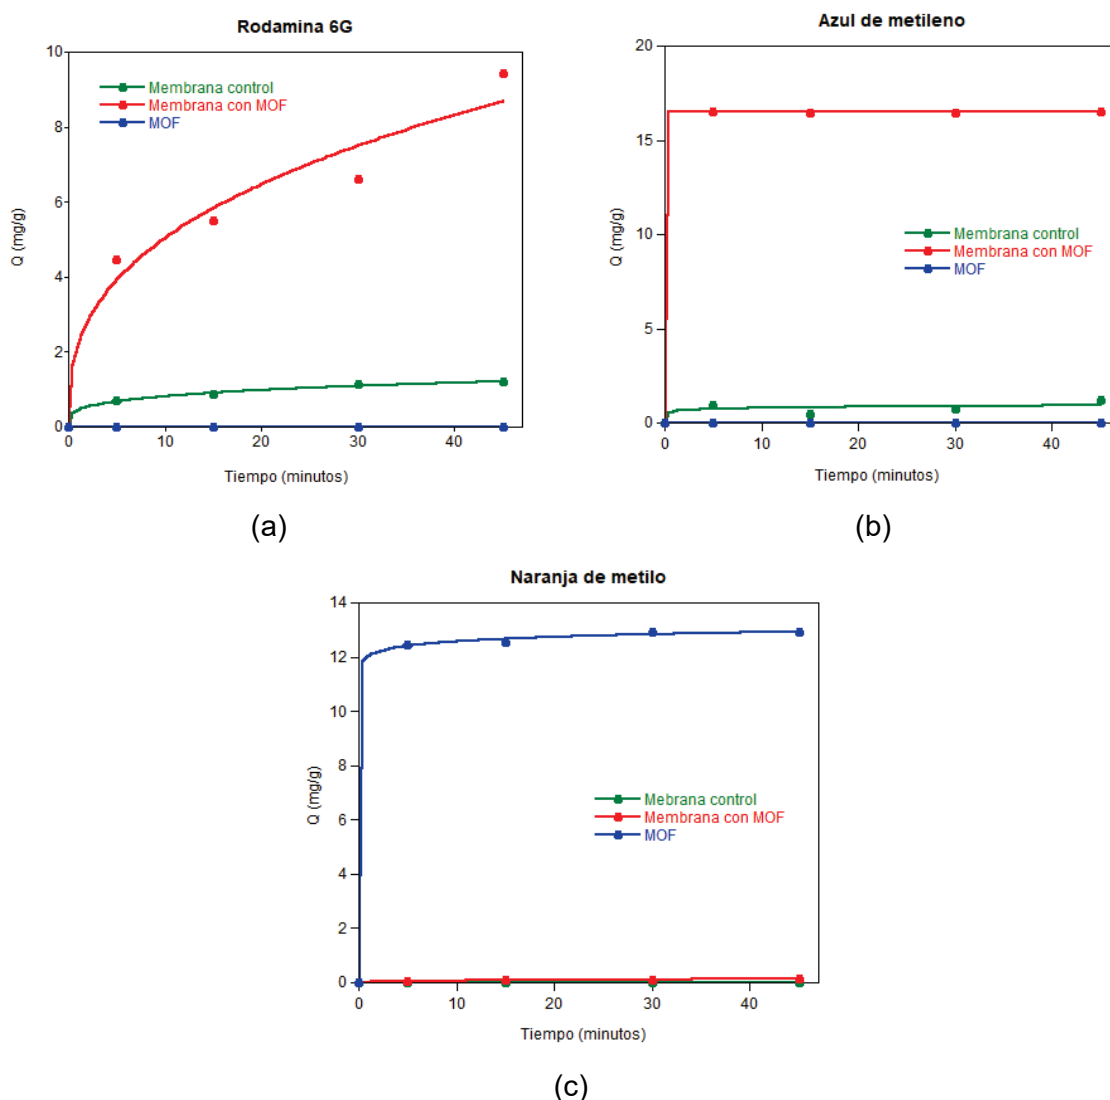 Rodamina 6G
10
8
6
4
2
0
Q (mg/g)
Membrana control
Membrana con MOF
MOF
0 10 20 30 40
Tiempo (minutos)
(a)
Azul de metileno
20
15
10
5
0
Q (mg/g)
Membrana control
Membrana con MOF
MOF
0 10 20 30 40
Tiempo (minutos)
(b)
Naranja de metilo
14
12
10
8
6
4
2
0
Q (mg/g)
Mebrana control
Membrana con MOF
MOF
0 10 20 30 40
Tiempo (minutos)
(c)